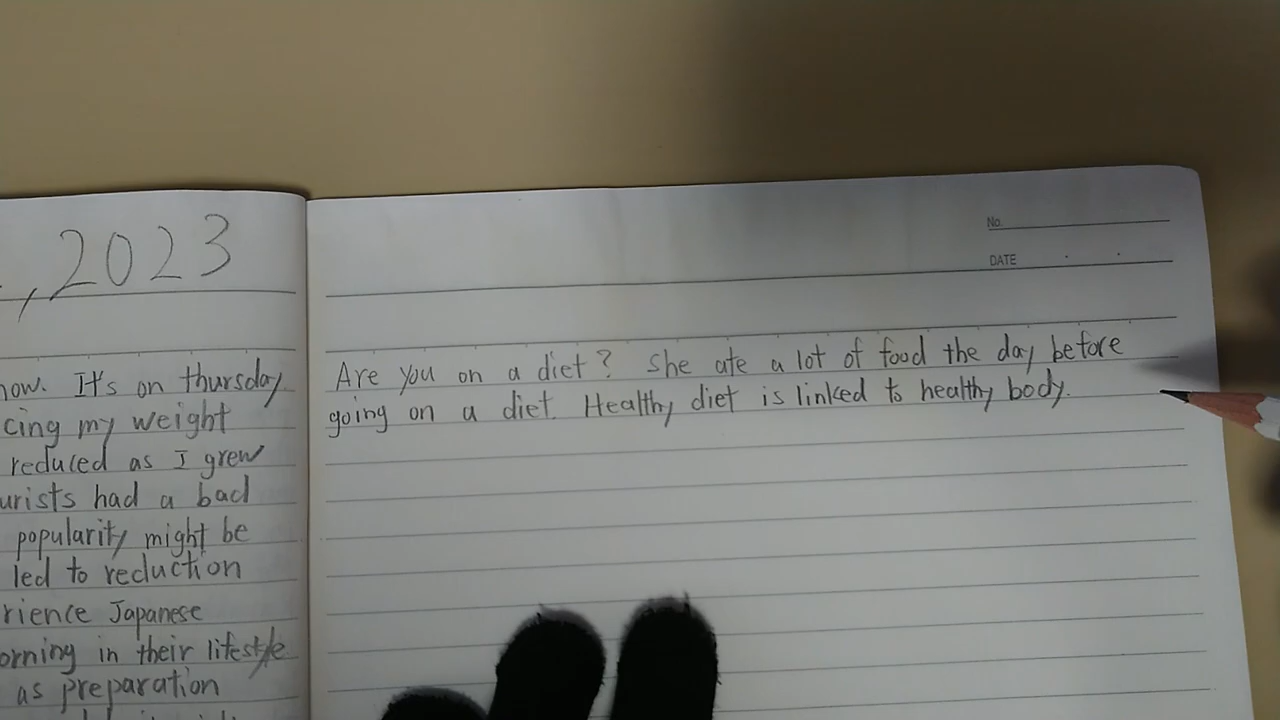 , 2023
now. It's on thursday
cing my weight
reduced as I grew
urists had a bad
popularity might be
led to reduction
rience Japanese
orning in their lifestyle
as preparation
No.
DATE
Are you on a diet? She ate a lot of food the day before
going on a diet. Healthy diet is linked to healthy body.